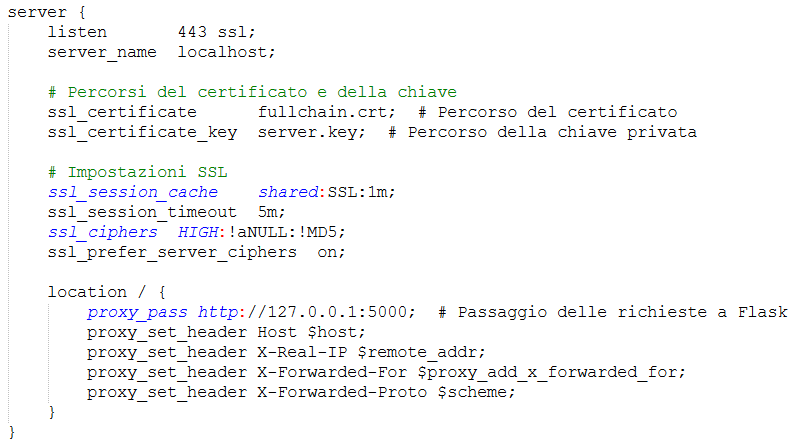 server {
    listen       443 ssl;
    server_name  localhost;

    # Percorsi del certificato e della chiave
    ssl_certificate      fullchain.crt;  # Percorso del certificato
    ssl_certificate_key  server.key;  # Percorso della chiave privata

    # Impostazioni SSL
    ssl_session_cache    shared:SSL:1m;
    ssl_session_timeout  5m;
    ssl_ciphers  HIGH:!aNULL:!MD5;
    ssl_prefer_server_ciphers  on;

    location / {
        proxy_pass http://127.0.0.1:5000;  # Passaggio delle richieste a Flask
        proxy_set_header Host $host;
        proxy_set_header X-Real-IP $remote_addr;
        proxy_set_header X-Forwarded-For $proxy_add_x_forwarded_for;
        proxy_set_header X-Forwarded-Proto $scheme;
    }
}